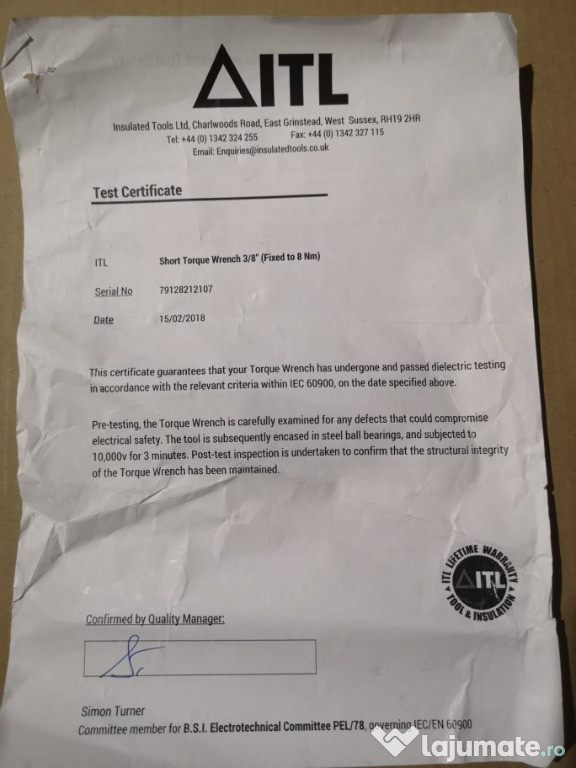 ITL
Insulated Tools Ltd, Charlwoods Road, East Grinstead, West Sussex, RH19 2HR
Tel: +44 (0) 1342 324 255 Fax: +44 (0) 1342 327 115
Email: Enquiries@insulatedtools.co.uk
Test Certificate
ITL Short Torque Wrench 3/8" (Fixed to 8 Nm)
Serial No 79128212107
Date 15/02/2018
This certificate guarantees that your Torque Wrench has undergone and passed dielectric testing
in accordance with the relevant criteria within IEC 60900, on the date specified above.
Pre-testing, the Torque Wrench is carefully examined for any defects that could compromise
electrical safety. The tool is subsequently encased in steel ball bearings, and subjected to
10,000v for 3 minutes. Post-test inspection is undertaken to confirm that the structural integrity
of the Torque Wrench has been maintained.
ITL LIFETIME WARRANTY
ITL
TOOL & INSULATION
Confirmed by Quality Manager:
Simon Turner
Committee member for B.S.I. Electrotechnical Committee PEL/78, governing IEC/EN 60900
lajumate.ro